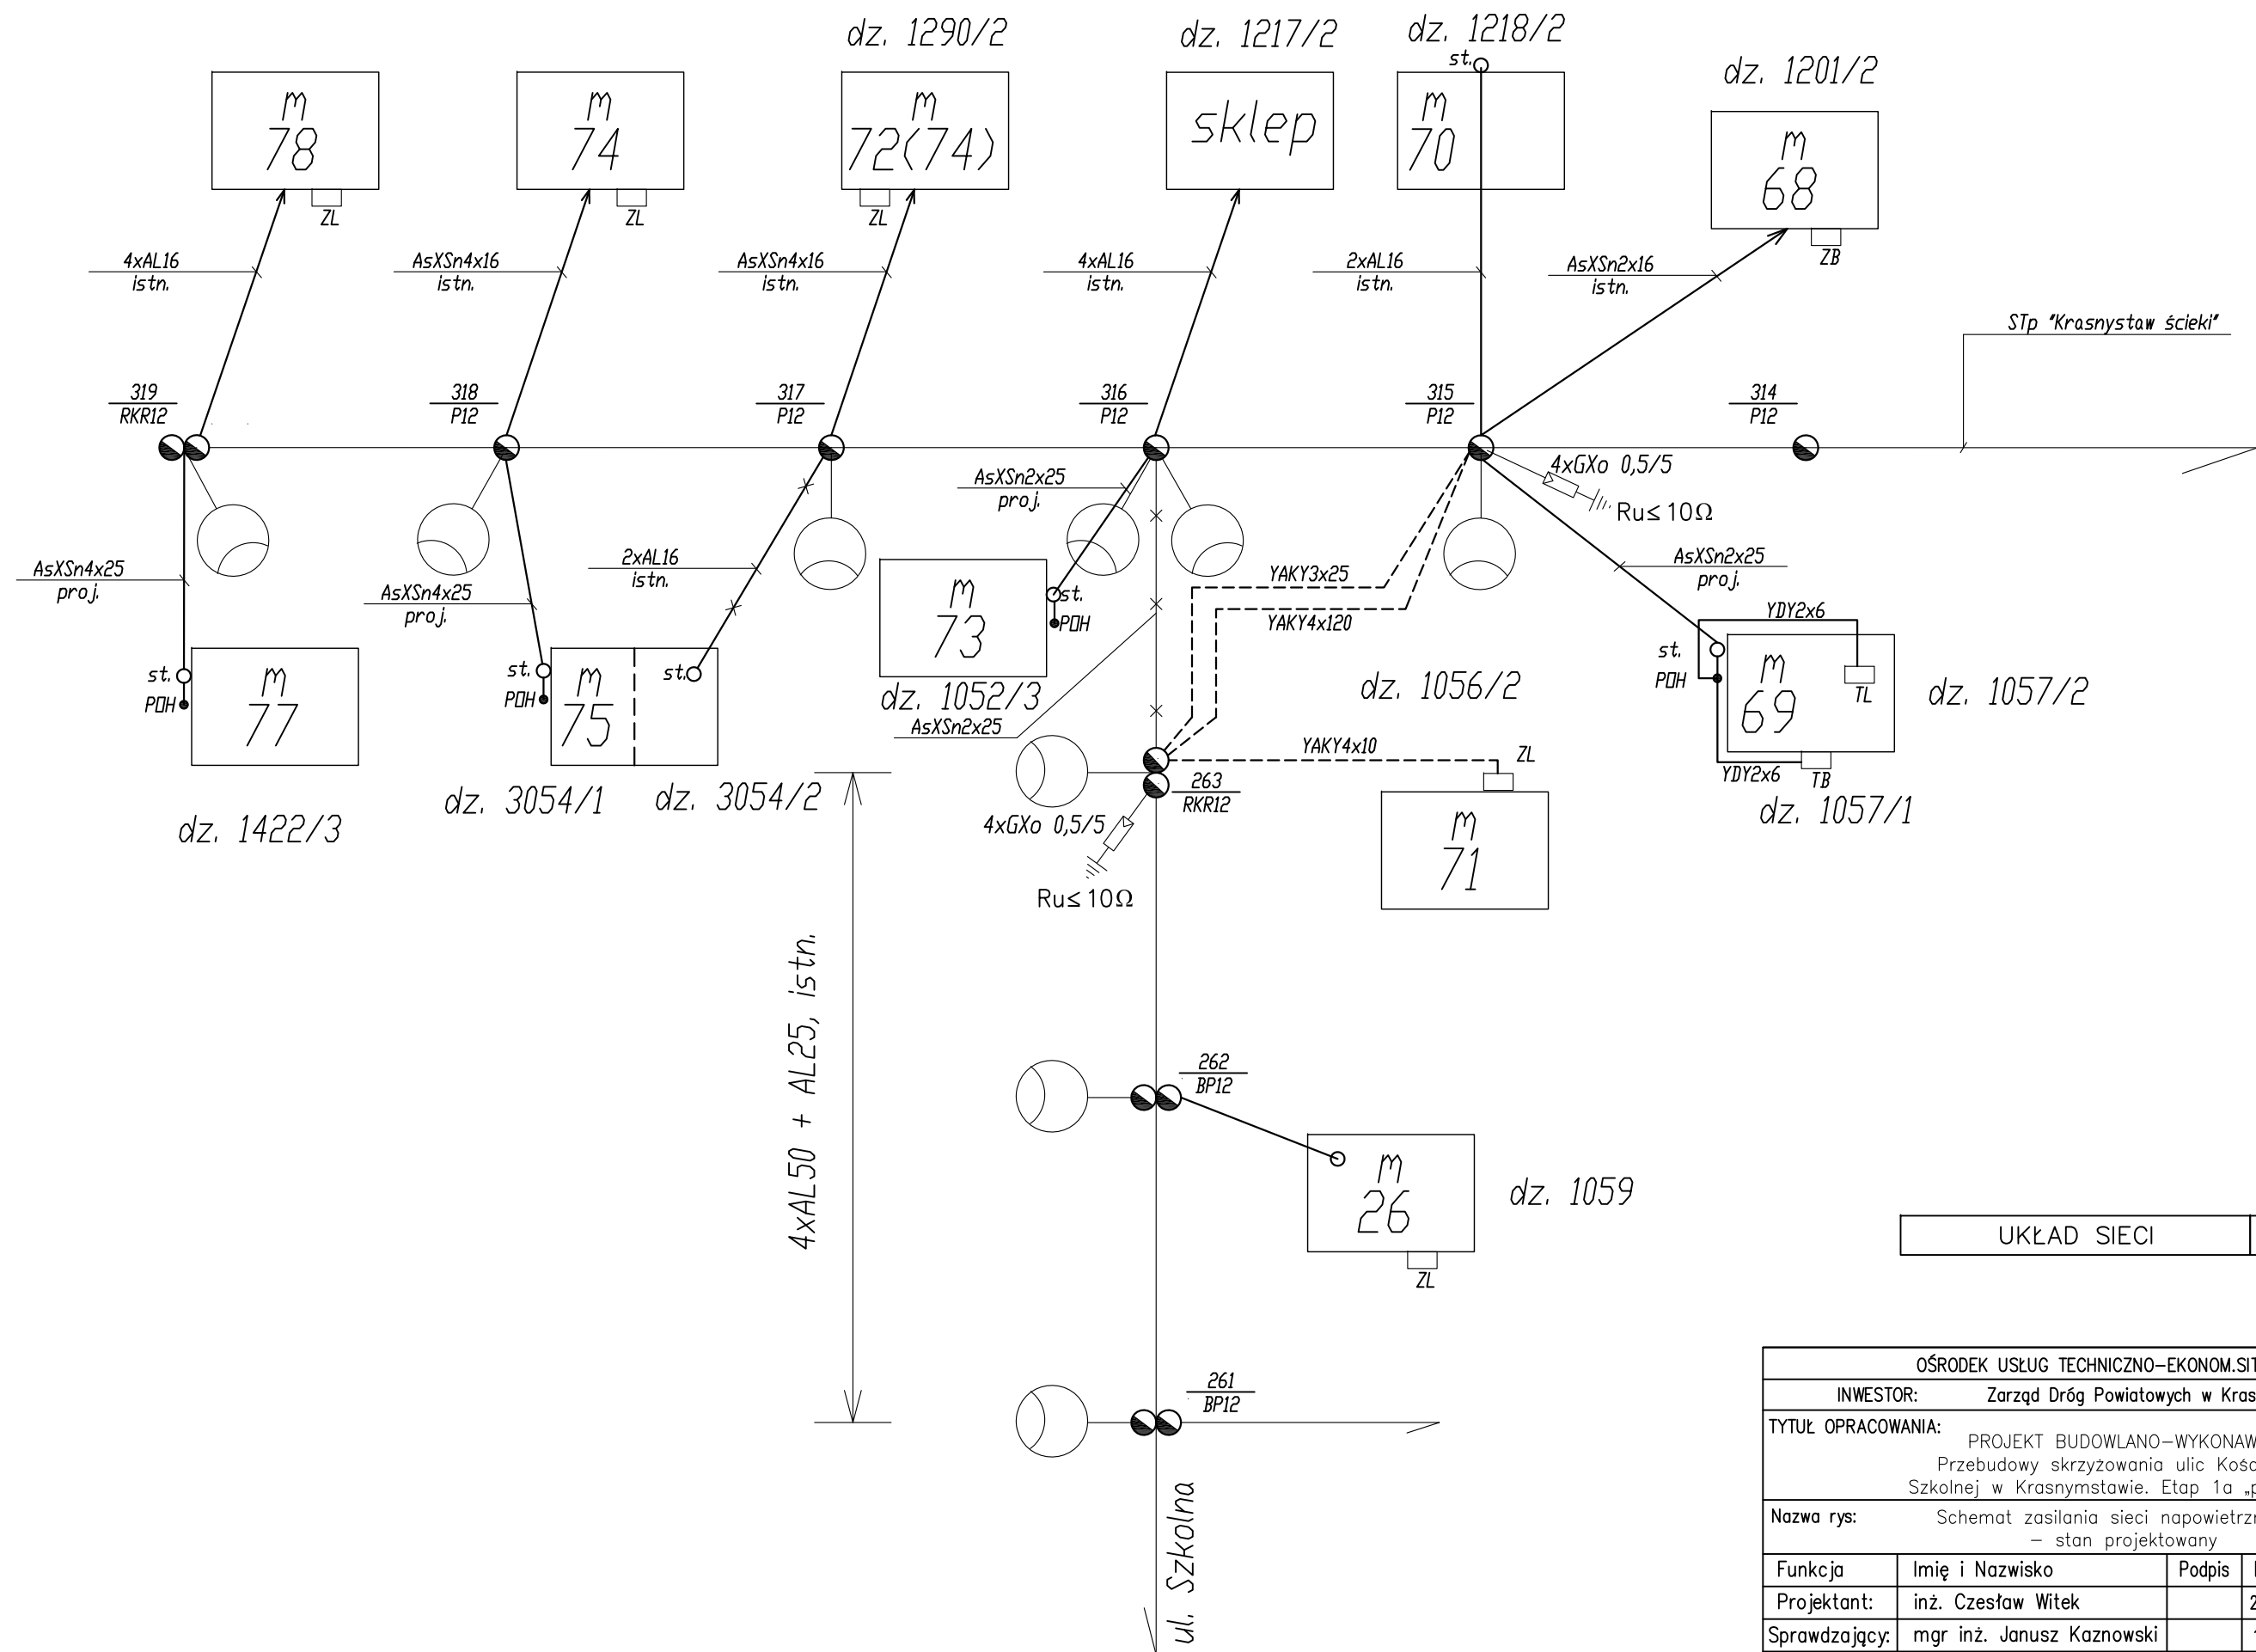 dz. 1290/2
dz. 1217/2
dz. 1218/2
dz. 1201/2
st.
m
78
ZL
m
74
ZL
m
72(74)
ZL
sklep
m
70
m
68
ZB
4xAL16
istn.
AsXSn4x16
istn.
AsXSn4x16
istn.
4xAL16
istn.
2xAL16
istn.
AsXSn2x16
istn.
STp "Krasnystaw ścieki"
319
RKR12
318
P12
317
P12
316
P12
315
P12
314
P12
AsXSn2x25
proj.
4xGXo 0,5/5
Ru≤10Ω
AsXSn4x25
proj.
AsXSn4x25
proj.
2xAL16
istn.
YAKY3x25
YAKY4x120
AsXSn2x25
proj.
YDY2x6
st.
POH
m
77
dz. 1422/3
st.
POH
m
75
st.
dz. 3054/1
dz. 3054/2
m
73
st.
POH
dz. 1052/3
AsXSn2x25
dz. 1056/2
YAKY4x10
ZL
m
71
st.
POH
m
69
TL
YDY2x6
TB
dz. 1057/2
dz. 1057/1
263
RKR12
4xGXo 0,5/5
Ru≤10Ω
4xAL50 + AL25, istn.
262
BP12
m
26
ZL
dz. 1059
261
BP12
ul. Szkolna
UKŁAD SIECI
OŚRODEK USŁUG TECHNICZNO-EKONOM.SIT
INWESTOR: Zarząd Dróg Powiatowych w Kras
TYTUŁ OPRACOWANIA:
PROJEKT BUDOWLANO-WYKONAW
Przebudowy skrzyżowania ulic Kośc
Szkolnej w Krasnymstawie. Etap 1a „p
Nazwa rys: Schemat zasilania sieci napowietrzn
- stan projektowany
Funkcja Imię i Nazwisko Podpis
Projektant: inż. Czesław Witek 2
Sprawdzający: mgr inż. Janusz Kaznowski